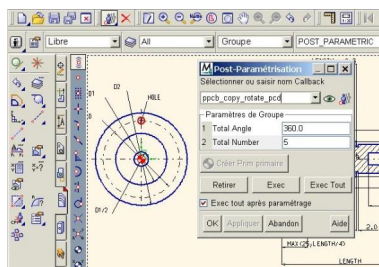 Libre
All
Groupe
POST_PARAMETRIC
Post-Paramétrisation
Sélectionner ou saisir nom Callback
ppcb_copy_rotate_pcd
Paramètres de Groupe
1 Total Angle 360.0
2 Total Number 5
Créer Prim primaire
Retirer Exec Exec Tout
Exec tout après paramétrage
OK Appliquer Abandon Aide
D1
D2
HOLE
D
D1/2
2.0
LENGTH